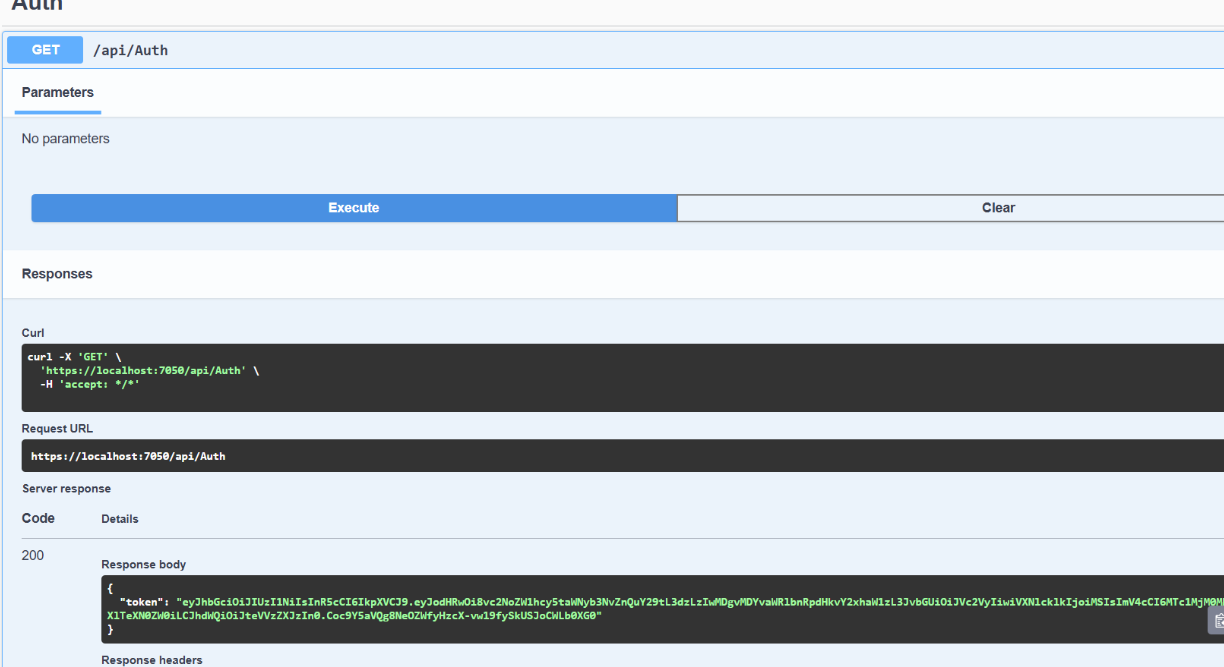 Auth
GET /api/Auth
Parameters
No parameters
Execute Clear
Responses
Curl
curl -X 'GET' \
'https://localhost:7050/api/Auth' \
-H 'accept: */*'
Request URL
https://localhost:7050/api/Auth
Server response
Code Details
200
Response body
{
"token": "eyJhbGciOiJIUzI1NiIsInR5cCI6IkpXVCJ9.eyJodHRwOi8vc2NoZW1hcy5taWNyb3NvZnQuY29tL3dzLzIwMDgvMDYvaWRlbnRpdHkvY2xhaW1zL3JvbGUiOiJVc2VyIiwiVXNlcklkIjoiMSIsImV4cCI6MTc1MjM0M
XlTeXN0ZW0iLCJhdWQiOiJteVVzZXJzIn0.Coc9Y5aVQg8NeOZWfyHzcX-vw19fySkUSJoCWLb0XG0"
}
Response headers